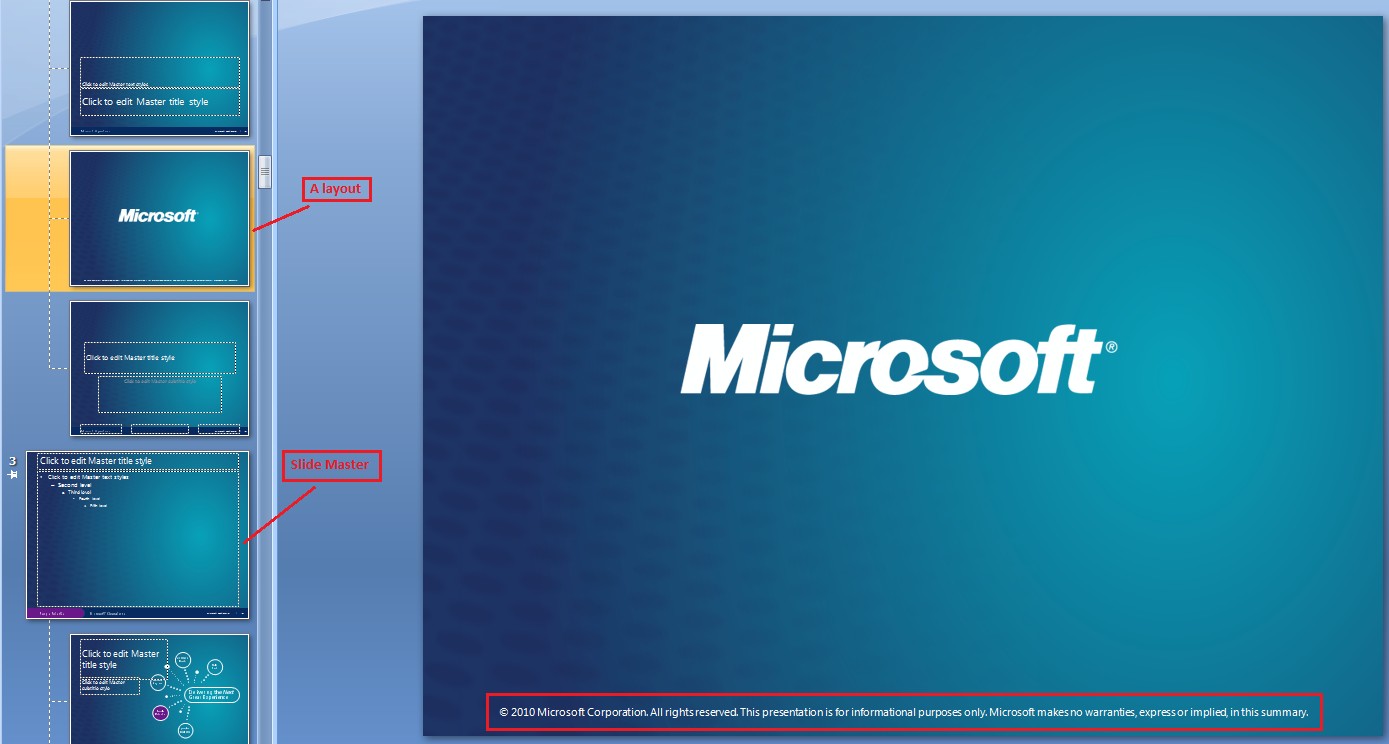 Click to edit Master text styles
Click to edit Master title style
Microsoft
Click to edit Master title style
Click to edit Master subtitle style
3
Click to edit Master title style
• Click to edit Master text styles
– Second level
Third level
Fourth level
Fifth level
Click to edit Master
title style
Click to edit Master
subtitle style
Delivering the Next
Great Experience
A layout
Slide Master
Microsoft®
© 2010 Microsoft Corporation. All rights reserved. This presentation is for informational purposes only. Microsoft makes no warranties, express or implied, in this summary.